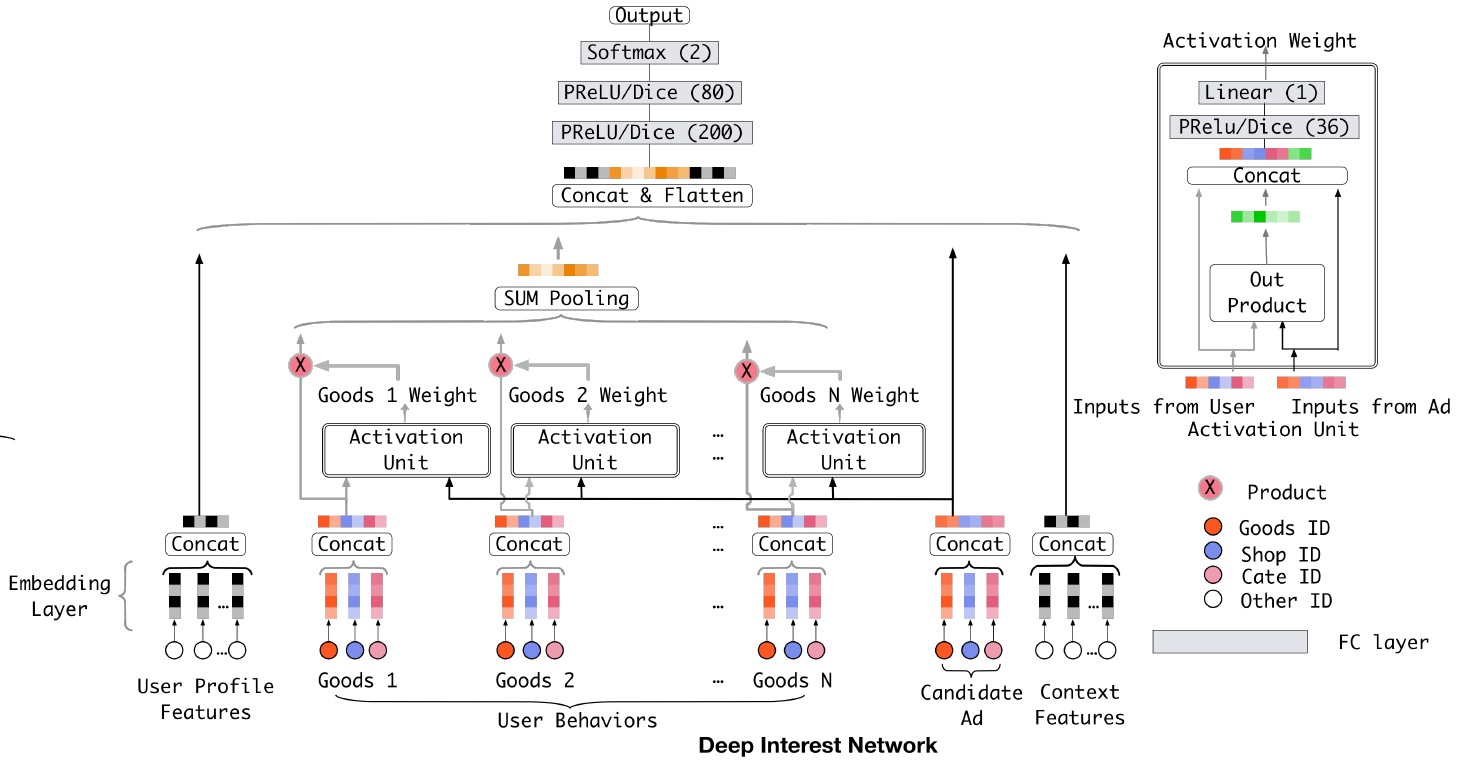 Output
Softmax (2)
PReLU/Dice (80)
PReLU/Dice (200)
Concat & Flatten
SUM Pooling
X
X
X
Goods 1 Weight
Goods 2 Weight
Goods N Weight
Activation
Unit
Activation
Unit
...
...
Activation
Unit
...
...
Concat
Concat
Concat
Concat
Concat
Concat
Embedding
Layer
...
...
...
...
...
User Profile
Features
Goods 1
Goods 2
...
Goods N
User Behaviors
Candidate
Ad
Context
Features
Activation Weight
Linear (1)
PRelu/Dice (36)
Concat
Out
Product
Inputs from User
Inputs from Ad
Activation Unit
X
Product
Goods ID
Shop ID
Cate ID
Other ID
FC layer
Deep Interest Network